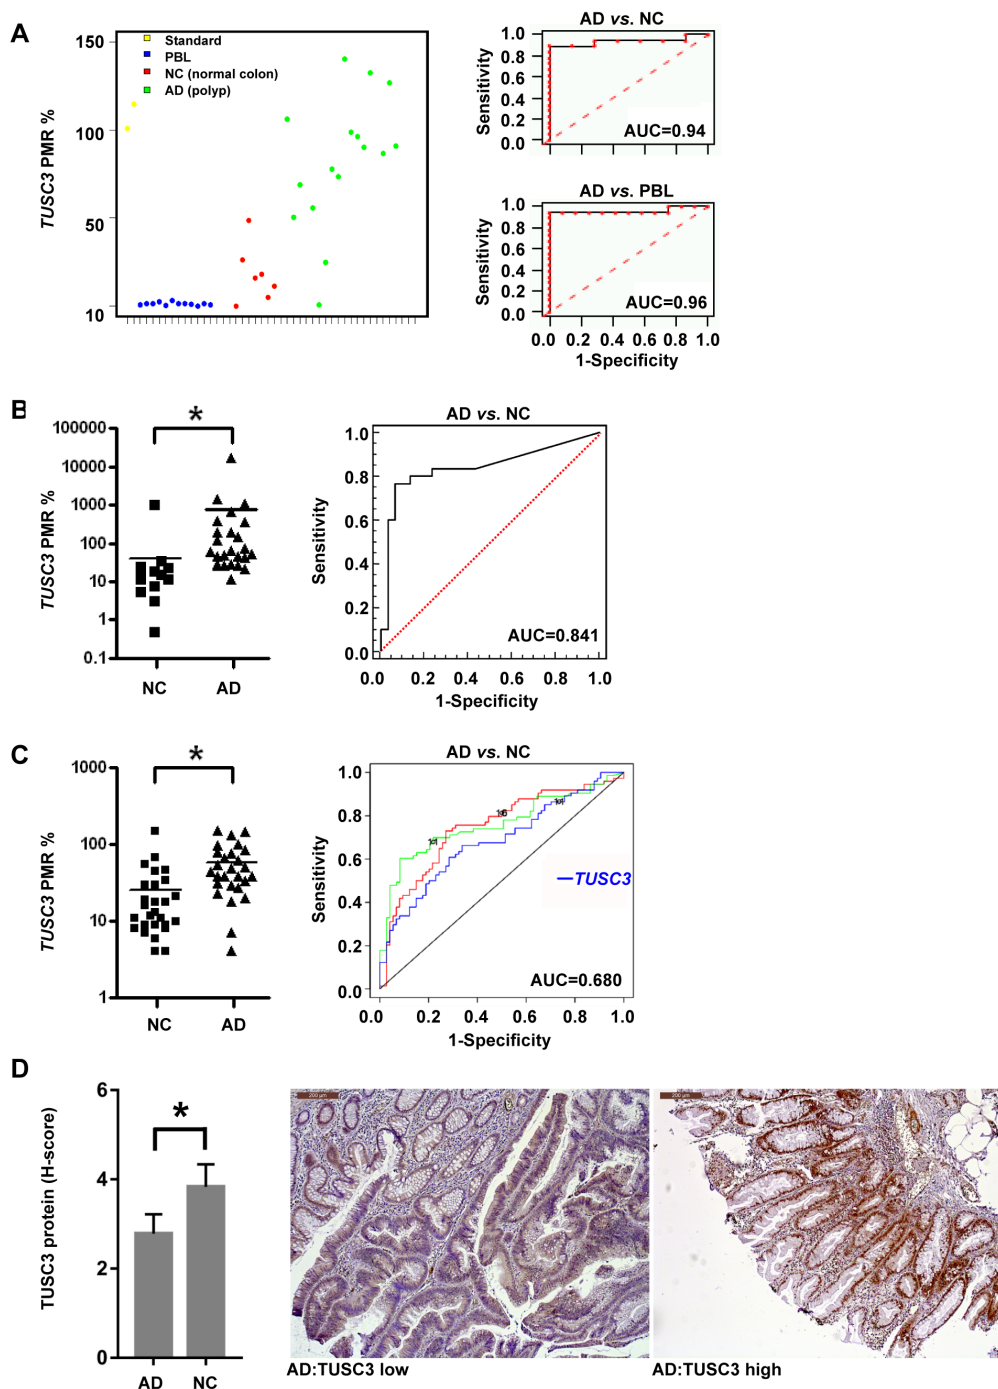 A
150
100
50
10
TUSC3 PMR %
Standard
PBL
NC (normal colon)
AD (polyp)
AD vs. NC
1.0
0.8
0.6
0.4
0.2
0.0
Sensitivity
AUC=0.94
AD vs. PBL
1.0
0.8
0.6
0.4
0.2
0.0
Sensitivity
AUC=0.96
0.0 0.2 0.4 0.6 0.8 1.0
1-Specificity
B
100000
10000
1000
100
10
1
0.1
TUSC3 PMR %
*
NC AD
AD vs. NC
1.0
0.8
0.6
0.4
0.2
0.0
Sensitivity
AUC=0.841
0.0 0.2 0.4 0.6 0.8 1.0
1-Specificity
C
1000
100
10
1
TUSC3 PMR %
*
NC AD
AD vs. NC
1.0
0.8
0.6
0.4
0.2
0.0
Sensitivity
TUSC3
AUC=0.680
0.0 0.2 0.4 0.6 0.8 1.0
1-Specificity
D
6
4
2
0
TUSC3 protein (H-score)
*
AD NC
200 µm
AD:TUSC3 low
200 µm
AD:TUSC3 high